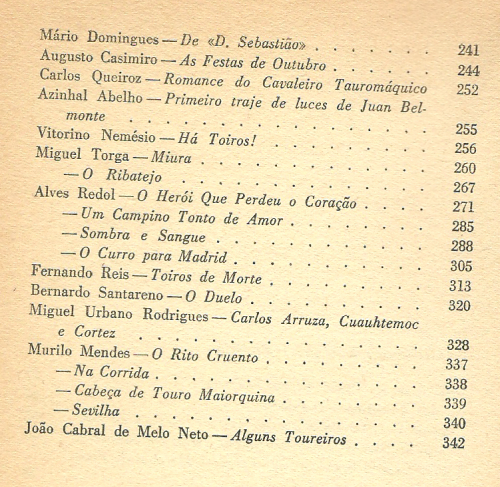 Mário Domingues — De «D. Sebastião» . . . . . . 241
Augusto Casimiro — As Festas de Outubro . . . . . 244
Carlos Queiroz — Romance do Cavaleiro Tauromáquico 252
Azinhal Abelho — Primeiro traje de luces de Juan Bel-
monte . . . . . . . . . . . . . . 255
Vitorino Nemésio — Há Toiros! . . . . . . . . 256
Miguel Torga — Miura . . . . . . . . . . . 260
— O Ribatejo . . . . . . . . . . . 267
Alves Redol — O Herói Que Perdeu o Coração . . . . 271
— Um Campino Tonto de Amor . . . . . . 285
— Sombra e Sangue . . . . . . . . . 288
— O Curro para Madrid . . . . . . . . 305
Fernando Reis — Toiros de Morte . . . . . . . 313
Bernardo Santareno — O Duelo . . . . . . . . 320
Miguel Urbano Rodrigues — Carlos Arruza, Cuauhtemoc
e Cortez . . . . . . . . . . . . . 328
Murilo Mendes — O Rito Cruento . . . . . . . 337
— Na Corrida . . . . . . . . . . . 338
— Cabeça de Touro Maiorquina . . . . . . 339
— Sevilha . . . . . . . . . . . . 340
João Cabral de Melo Neto — Alguns Toureiros . . . . 342